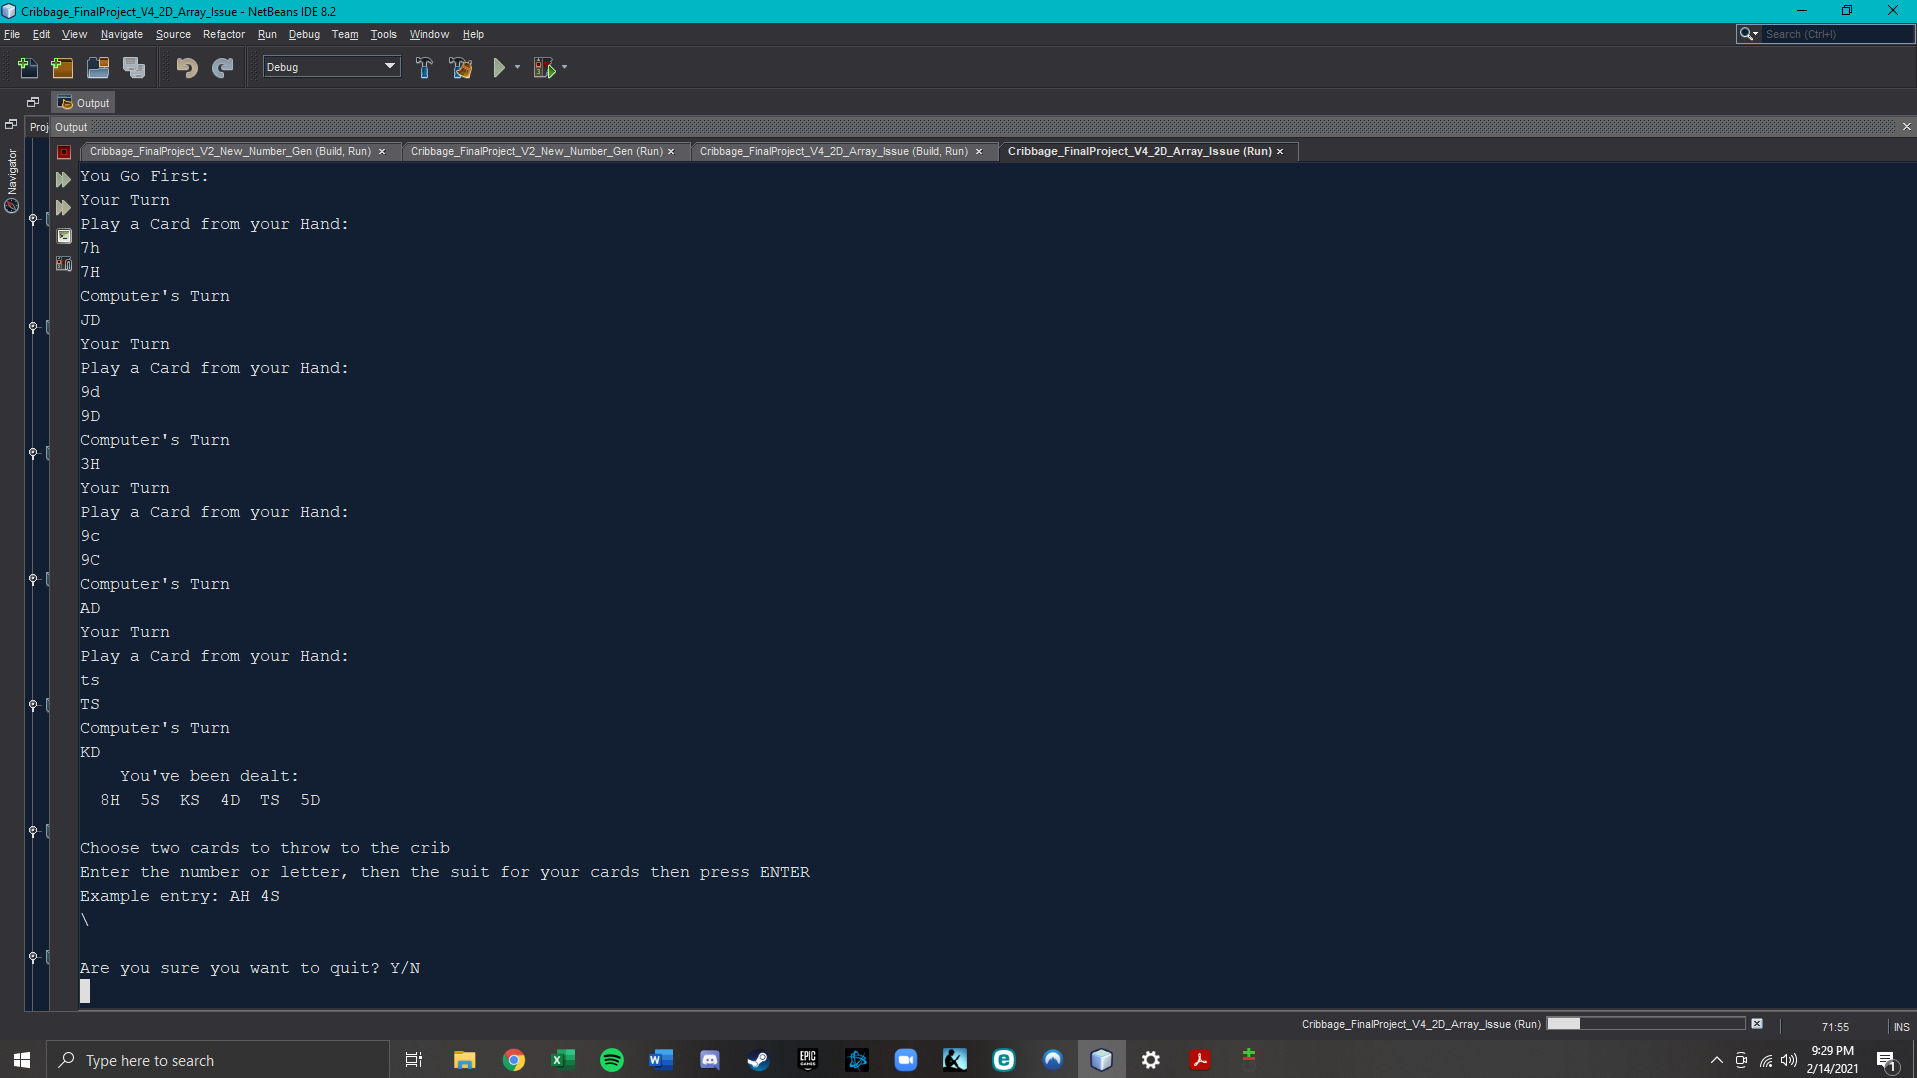 Cribbage_FinalProject_V4_2D_Array_Issue - NetBeans IDE 8.2
File Edit View Navigate Source Refactor Run Debug Team Tools Window Help
Search (Ctrl+I)
Debug
Output
Proj Output
Navigator
Cribbage_FinalProject_V2_New_Number_Gen (Build, Run) Cribbage_FinalProject_V2_New_Number_Gen (Run) Cribbage_FinalProject_V4_2D_Array_Issue (Build, Run) Cribbage_FinalProject_V4_2D_Array_Issue (Run)
You Go First:
Your Turn
Play a Card from your Hand:
7h
7H
Computer's Turn
JD
Your Turn
Play a Card from your Hand:
9d
9D
Computer's Turn
3H
Your Turn
Play a Card from your Hand:
9c
9C
Computer's Turn
AD
Your Turn
Play a Card from your Hand:
ts
TS
Computer's Turn
KD
You've been dealt:
8H 5S KS 4D TS 5D
Choose two cards to throw to the crib
Enter the number or letter, then the suit for your cards then press ENTER
Example entry: AH 4S
\
Are you sure you want to quit? Y/N
Cribbage_FinalProject_V4_2D_Array_Issue (Run) 71:55 INS
Type here to search
EPIC GAMES
9:29 PM
2/14/2021
1